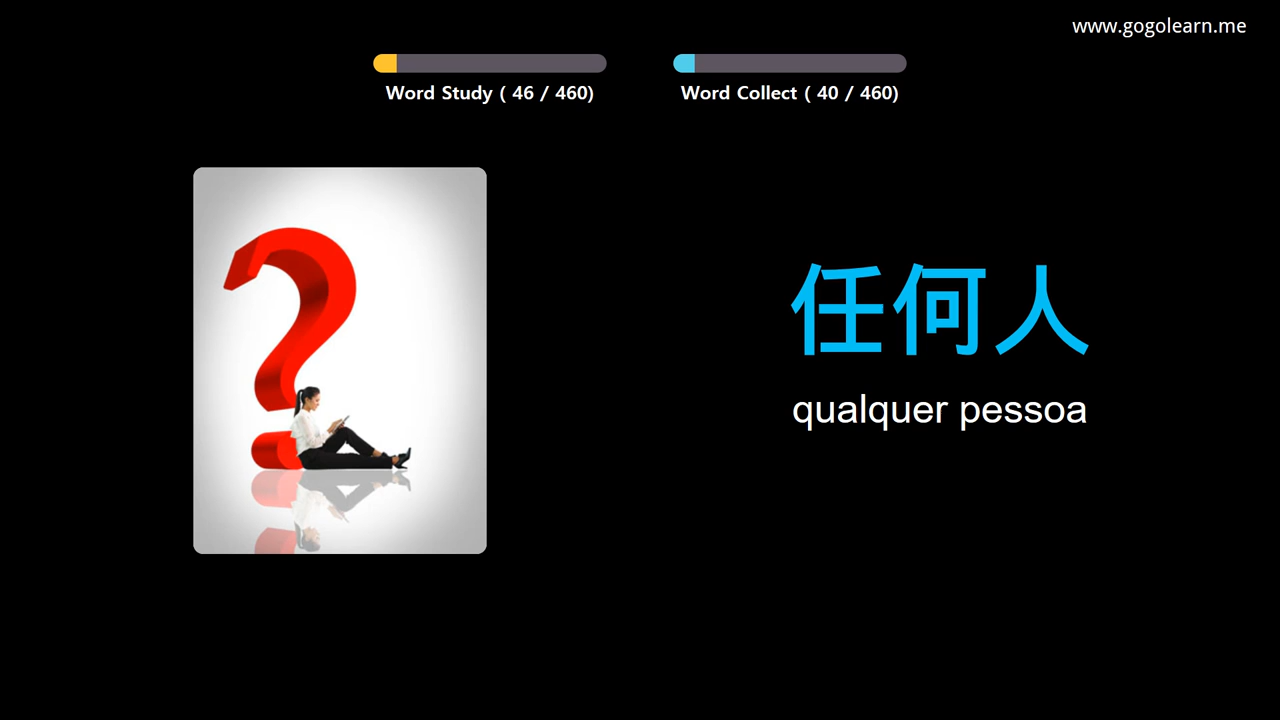 www.gogolearn.me
Word Study ( 46 / 460)
Word Collect ( 40 / 460)
任何人
qualquer pessoa